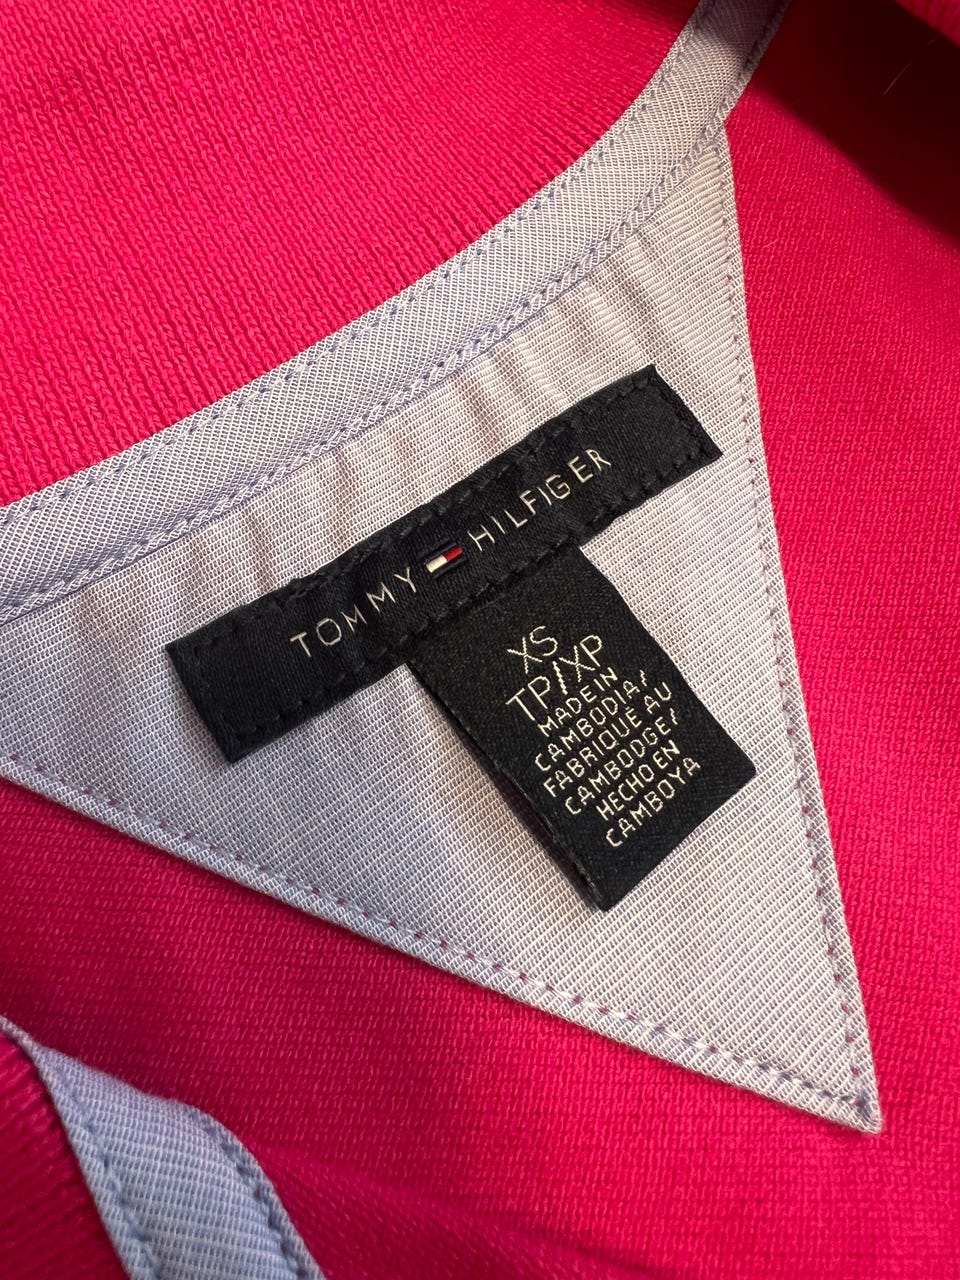 TOMMY HILFIGER
XS
TP/XP
MADE IN
CAMBODIA/
FABRIQUE AU
CAMBODGE/
HECHO EN
CAMBOYA